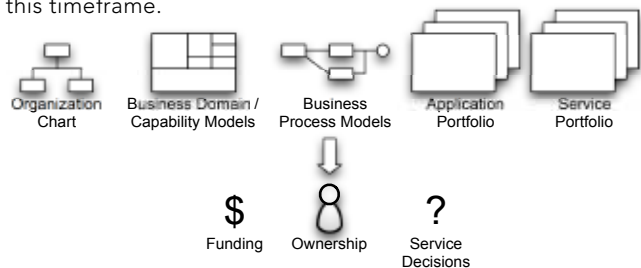 this timeframe.
Organization
Chart
Business Domain /
Capability Models
Business
Process Models
Application
Portfolio
Service
Portfolio
$
?
Funding
Ownership
Service
Decisions